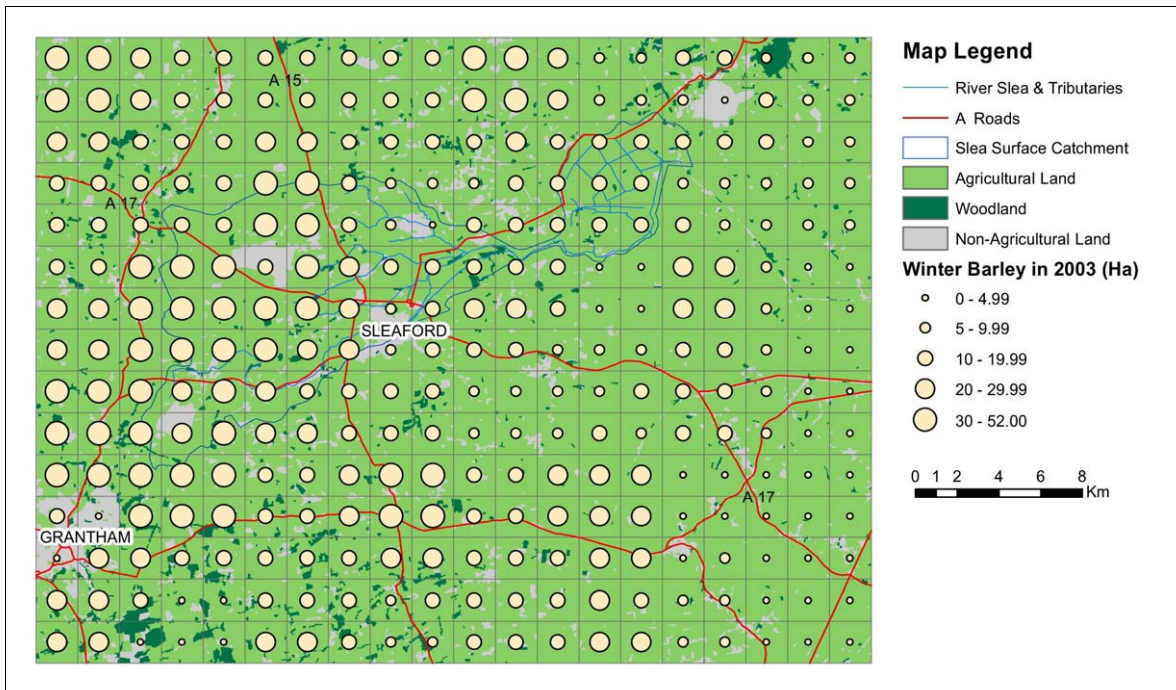 A 15
A 17
SLEAFORD
A 17
GRANTHAM
Map Legend
River Slea & Tributaries
A Roads
Slea Surface Catchment
Agricultural Land
Woodland
Non-Agricultural Land
Winter Barley in 2003 (Ha)
0 - 4.99
5 - 9.99
10 - 19.99
20 - 29.99
30 - 52.00
0 1 2 4 6 8
Km